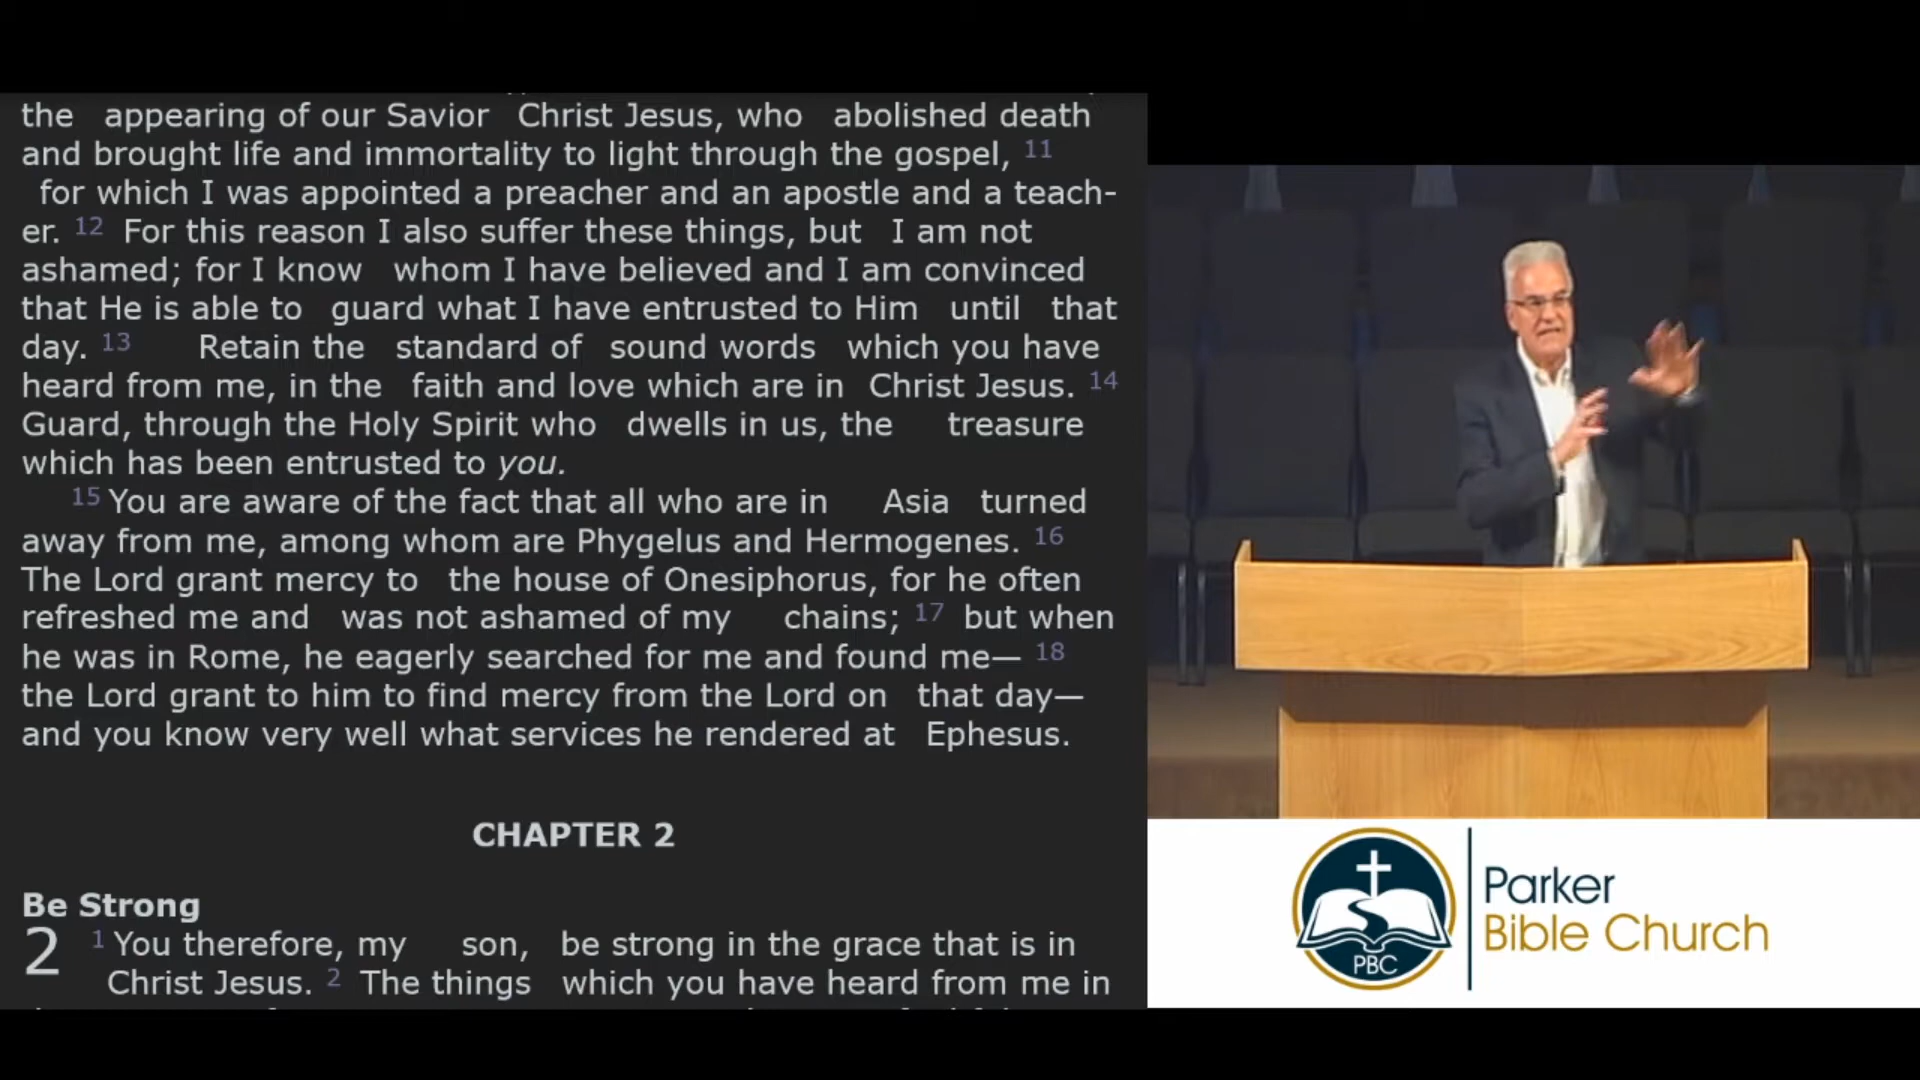 the appearing of our Savior Christ Jesus, who abolished death
and brought life and immortality to light through the gospel, 11
for which I was appointed a preacher and an apostle and a teach-
er. 12 For this reason I also suffer these things, but I am not
ashamed; for I know whom I have believed and I am convinced
that He is able to guard what I have entrusted to Him until that
day. 13 Retain the standard of sound words which you have
heard from me, in the faith and love which are in Christ Jesus. 14
Guard, through the Holy Spirit who dwells in us, the treasure
which has been entrusted to you.
15 You are aware of the fact that all who are in Asia turned
away from me, among whom are Phygelus and Hermogenes. 16
The Lord grant mercy to the house of Onesiphorus, for he often
refreshed me and was not ashamed of my chains; 17 but when
he was in Rome, he eagerly searched for me and found me— 18
the Lord grant to him to find mercy from the Lord on that day—
and you know very well what services he rendered at Ephesus.
CHAPTER 2
Be Strong
2 1 You therefore, my son, be strong in the grace that is in
Christ Jesus. 2 The things which you have heard from me in
PBC
Parker
Bible Church